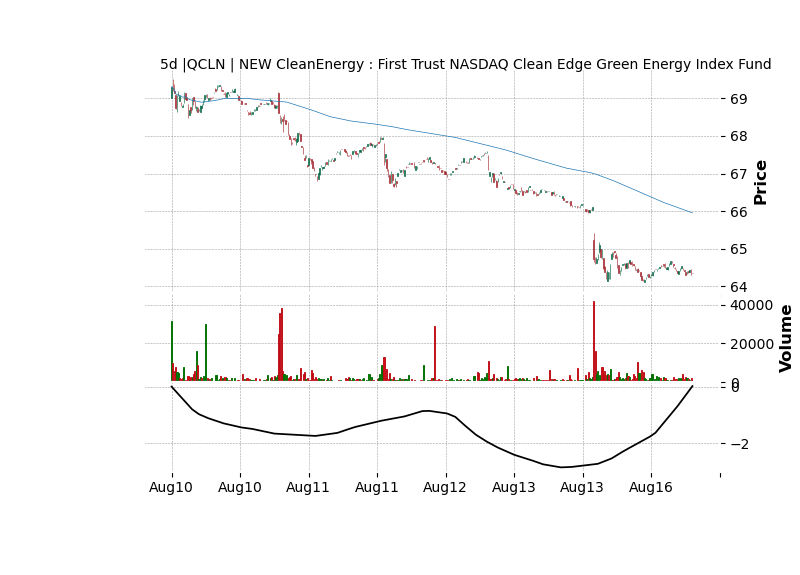 5d |QCLN | NEW CleanEnergy : First Trust NASDAQ Clean Edge Green Energy Index Fund
69
68
67
66
65
64
Price
40000
20000
0
Volume
0
−2
Aug10 Aug10 Aug11 Aug11 Aug12 Aug13 Aug13 Aug16